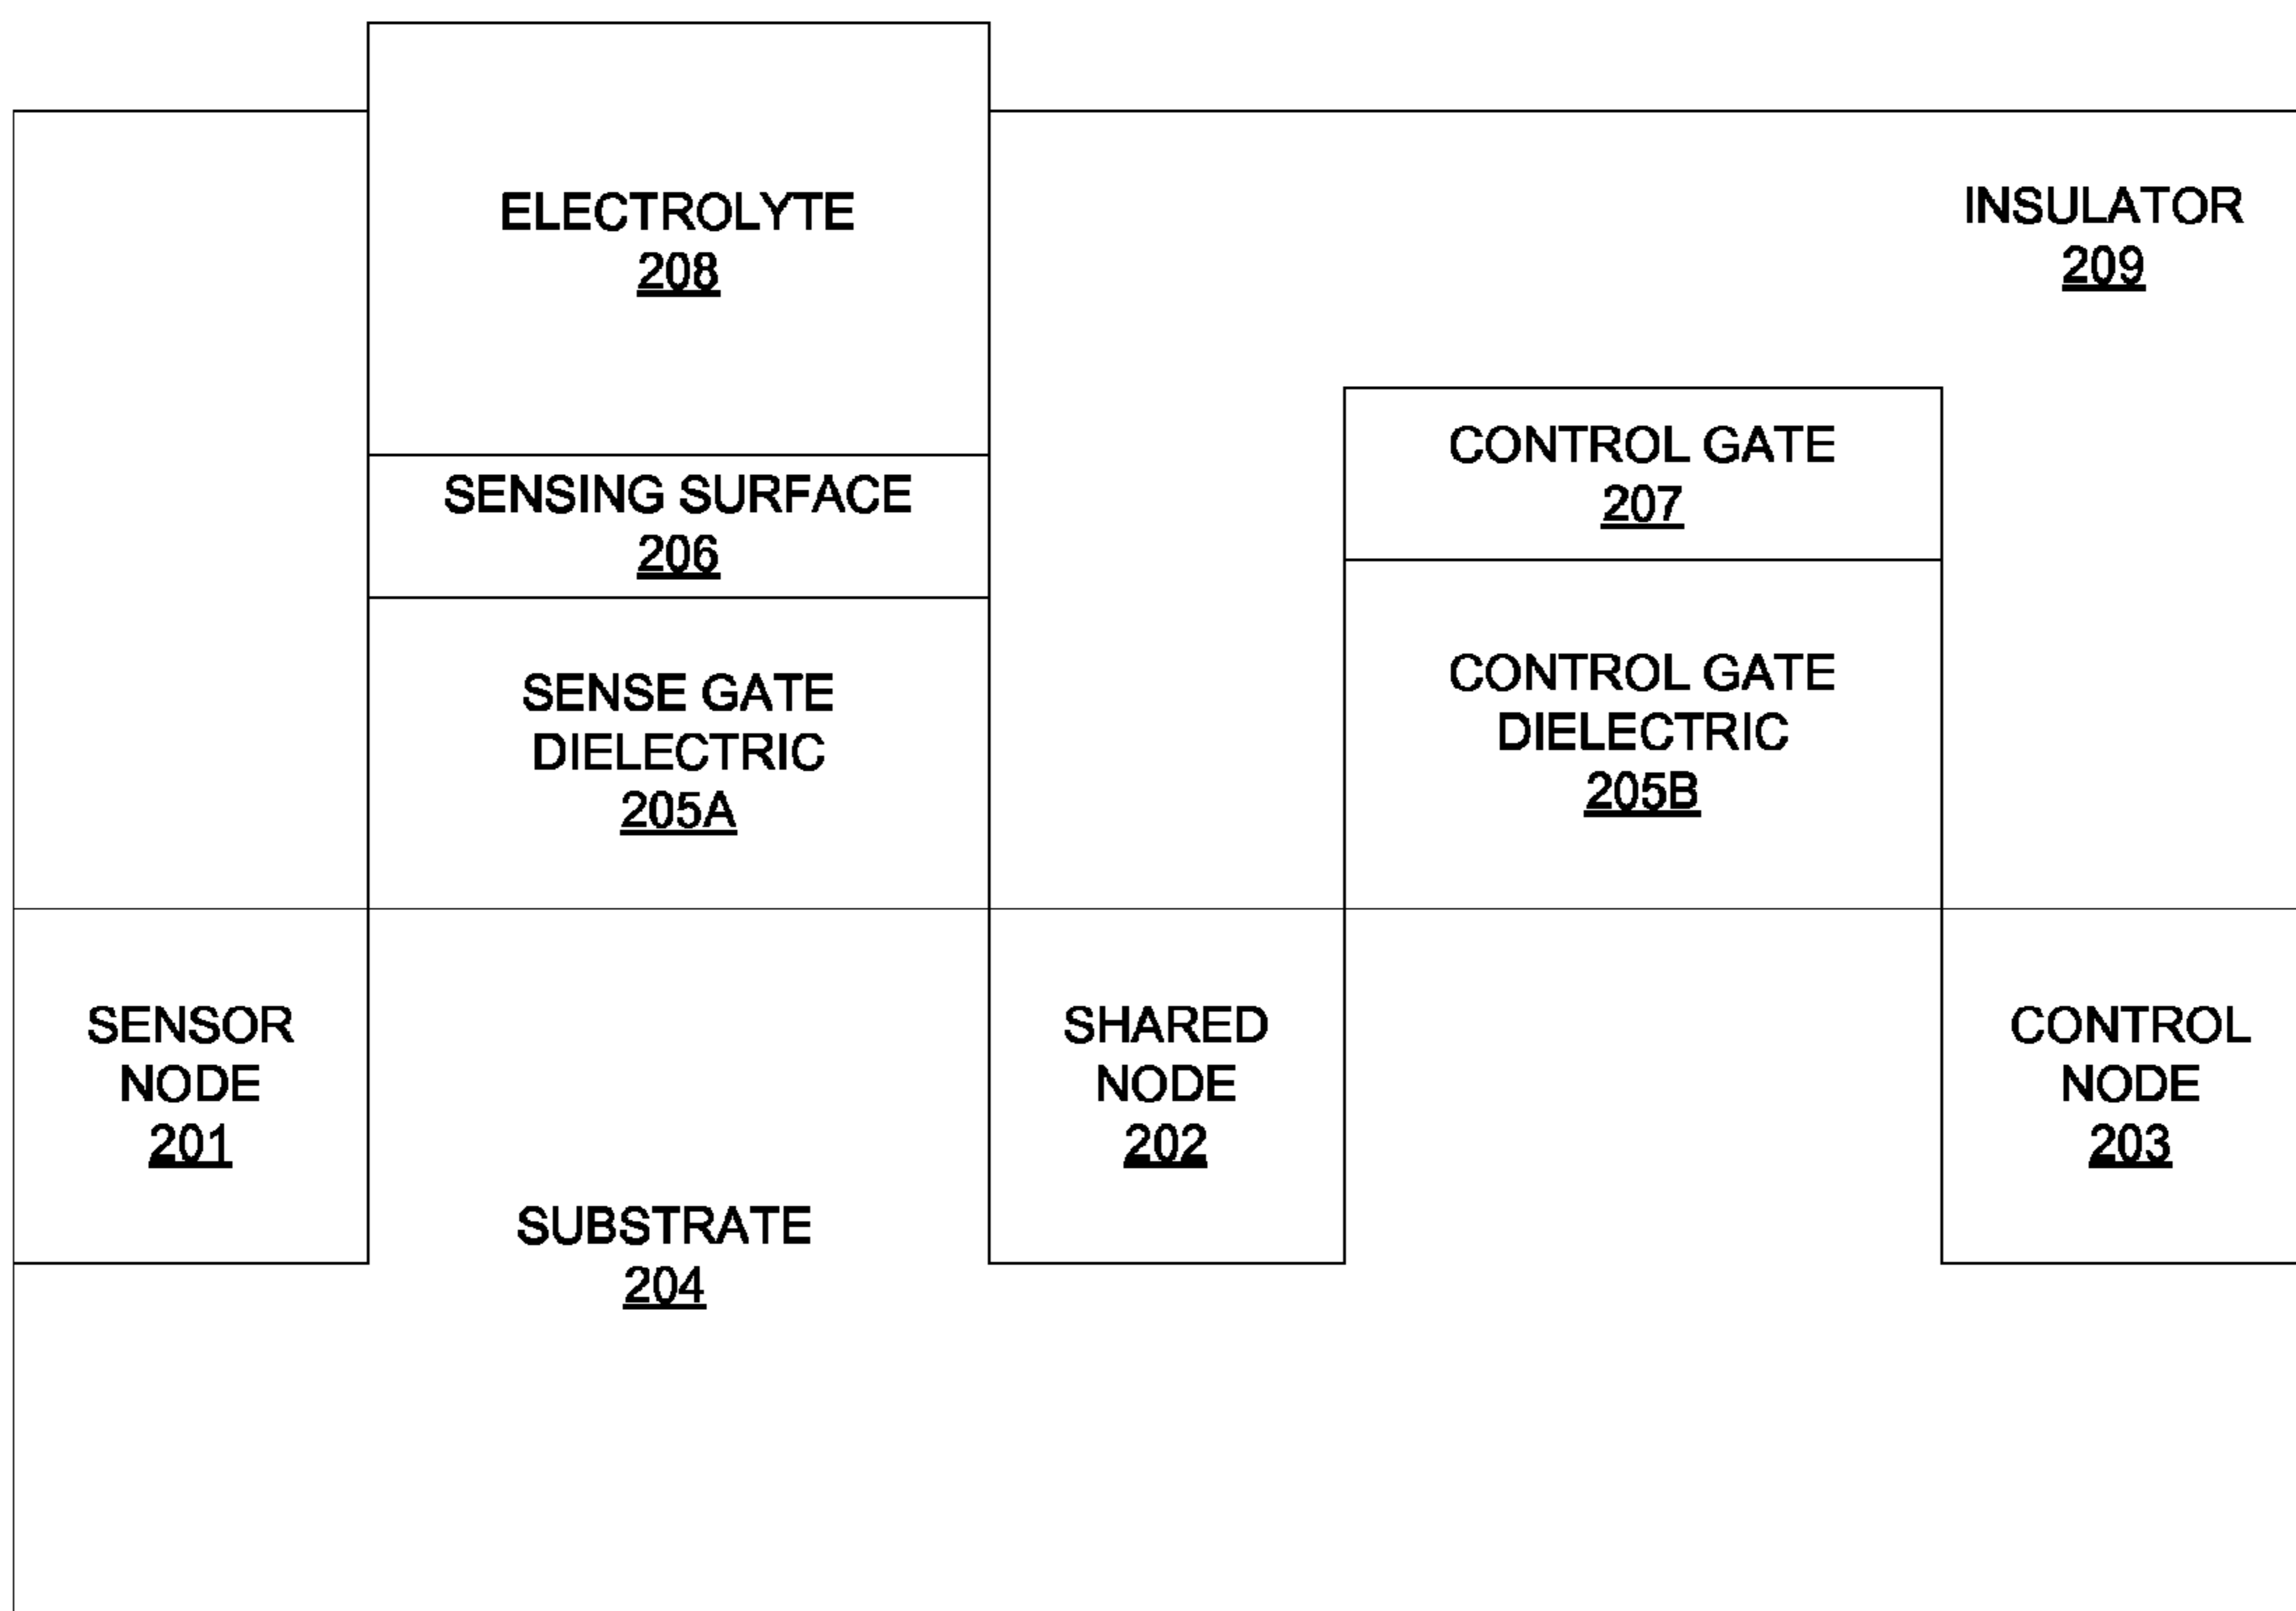 ELECTROLYTE
208
INSULATOR
209
SENSING SURFACE
206
CONTROL GATE
207
SENSE GATE
DIELECTRIC
205A
CONTROL GATE
DIELECTRIC
205B
SENSOR
NODE
201
SHARED
NODE
202
CONTROL
NODE
203
SUBSTRATE
204